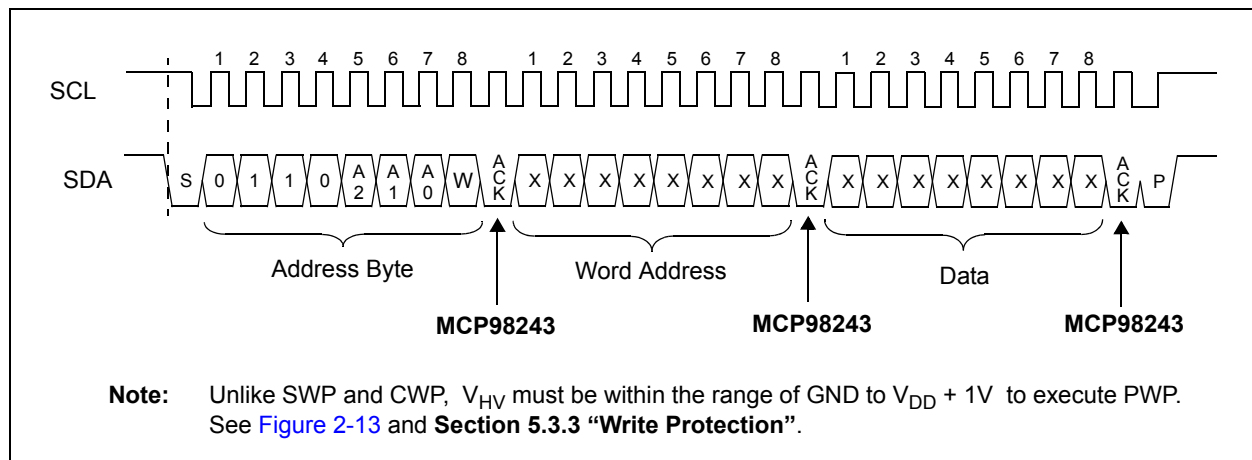 1 2 3 4 5 6 7 8 1 2 3 4 5 6 7 8 1 2 3 4 5 6 7 8
SCL
SDA S 0 1 1 0 A2 A1 A0 W ACK X X X X X X X X ACK X X X X X X X X ACK P
Address Byte Word Address Data
MCP98243 MCP98243 MCP98243
Note: Unlike SWP and CWP, VHV must be within the range of GND to VDD + 1V to execute PWP.
See Figure 2-13 and Section 5.3.3 “Write Protection”.